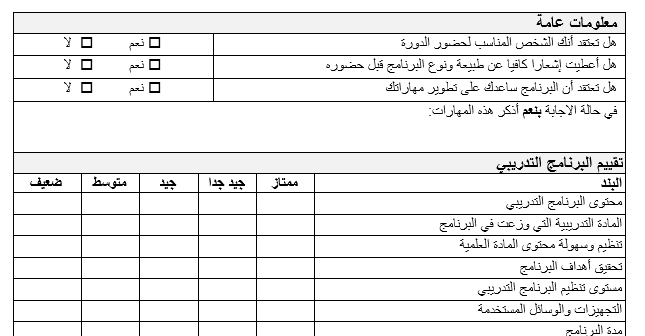 معلومات عامة
هل تعتقد أنك الشخص المناسب لحضور الدورة □ نعم □ لا
هل أعطيت إشعارا كافيا عن طبيعة ونوع البرنامج قبل حضوره □ نعم □ لا
هل تعتقد أن البرنامج ساعدك على تطوير مهاراتك □ نعم □ لا
في حالة الاجابة بنعم أذكر هذه المهارات:
تقييم البرنامج التدريبي
البند ممتاز جيد جدا جيد متوسط ضعيف
محتوى البرنامج التدريبي
المادة التدريبية التي وزعت في البرنامج
تنظيم وسهولة محتوى المادة العلمية
تحقيق أهداف البرنامج
مستوى تنظيم البرنامج التدريبي
التجهيزات والوسائل المستخدمة
مدة البرنامج